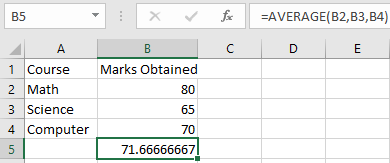 B5 fx =AVERAGE(B2,B3,B4)
A B C D E
1 Course Marks Obtained
2 Math 80
3 Science 65
4 Computer 70
5 71.66666667